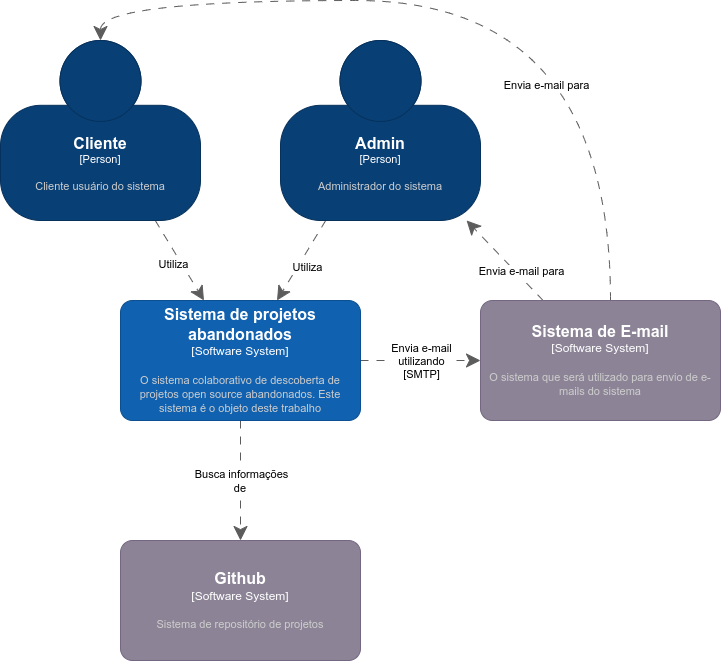 Envia e-mail para
Cliente
[Person]
Cliente usuário do sistema
Admin
[Person]
Administrador do sistema
Utiliza
Utiliza
Envia e-mail para
Sistema de projetos
abandonados
[Software System]
O sistema colaborativo de descoberta de
projetos open source abandonados. Este
sistema é o objeto deste trabalho
Envia e-mail
utilizando
[SMTP]
Sistema de E-mail
[Software System]
O sistema que será utilizado para envio de e-
mails do sistema
Busca informações
de
Github
[Software System]
Sistema de repositório de projetos